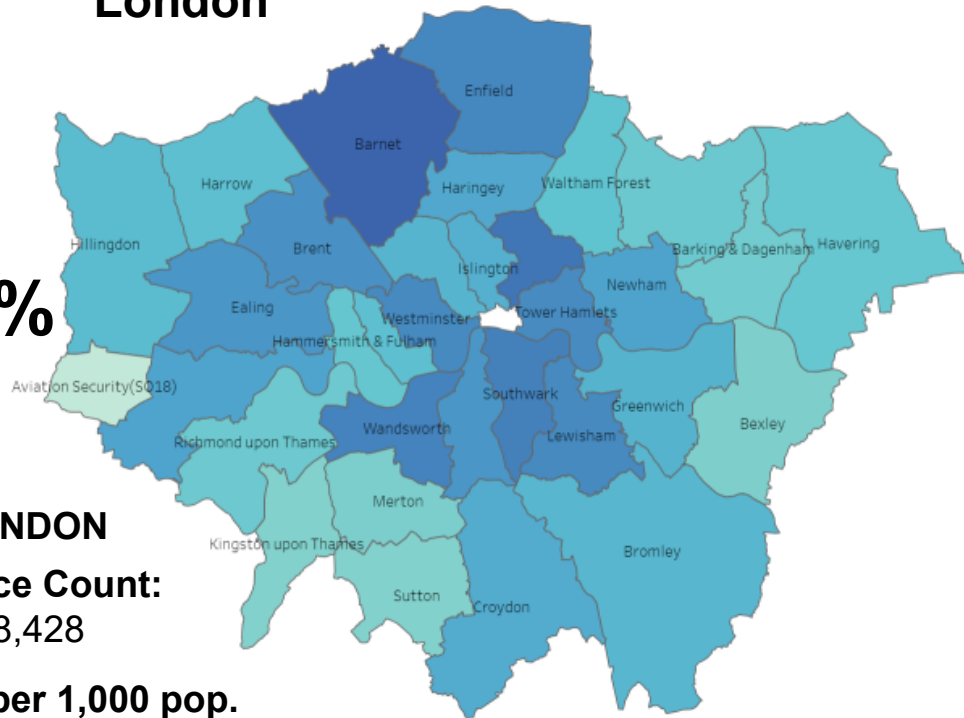 London
Enfield
Barnet
Harrow
Haringey
Waltham Forest
Hillingdon
Brent
Islington
Barking & Dagenham
Havering
Newham
%
Ealing
Westminster
Tower Hamlets
Hammersmith & Fulham
Aviation Security(SO18)
Southwark
Greenwich
Wandsworth
Lewisham
Bexley
Richmond upon Thames
Merton
NDON
Kingston upon Thames
Bromley
ce Count:
Sutton
Croydon
8,428
per 1,000 pop.